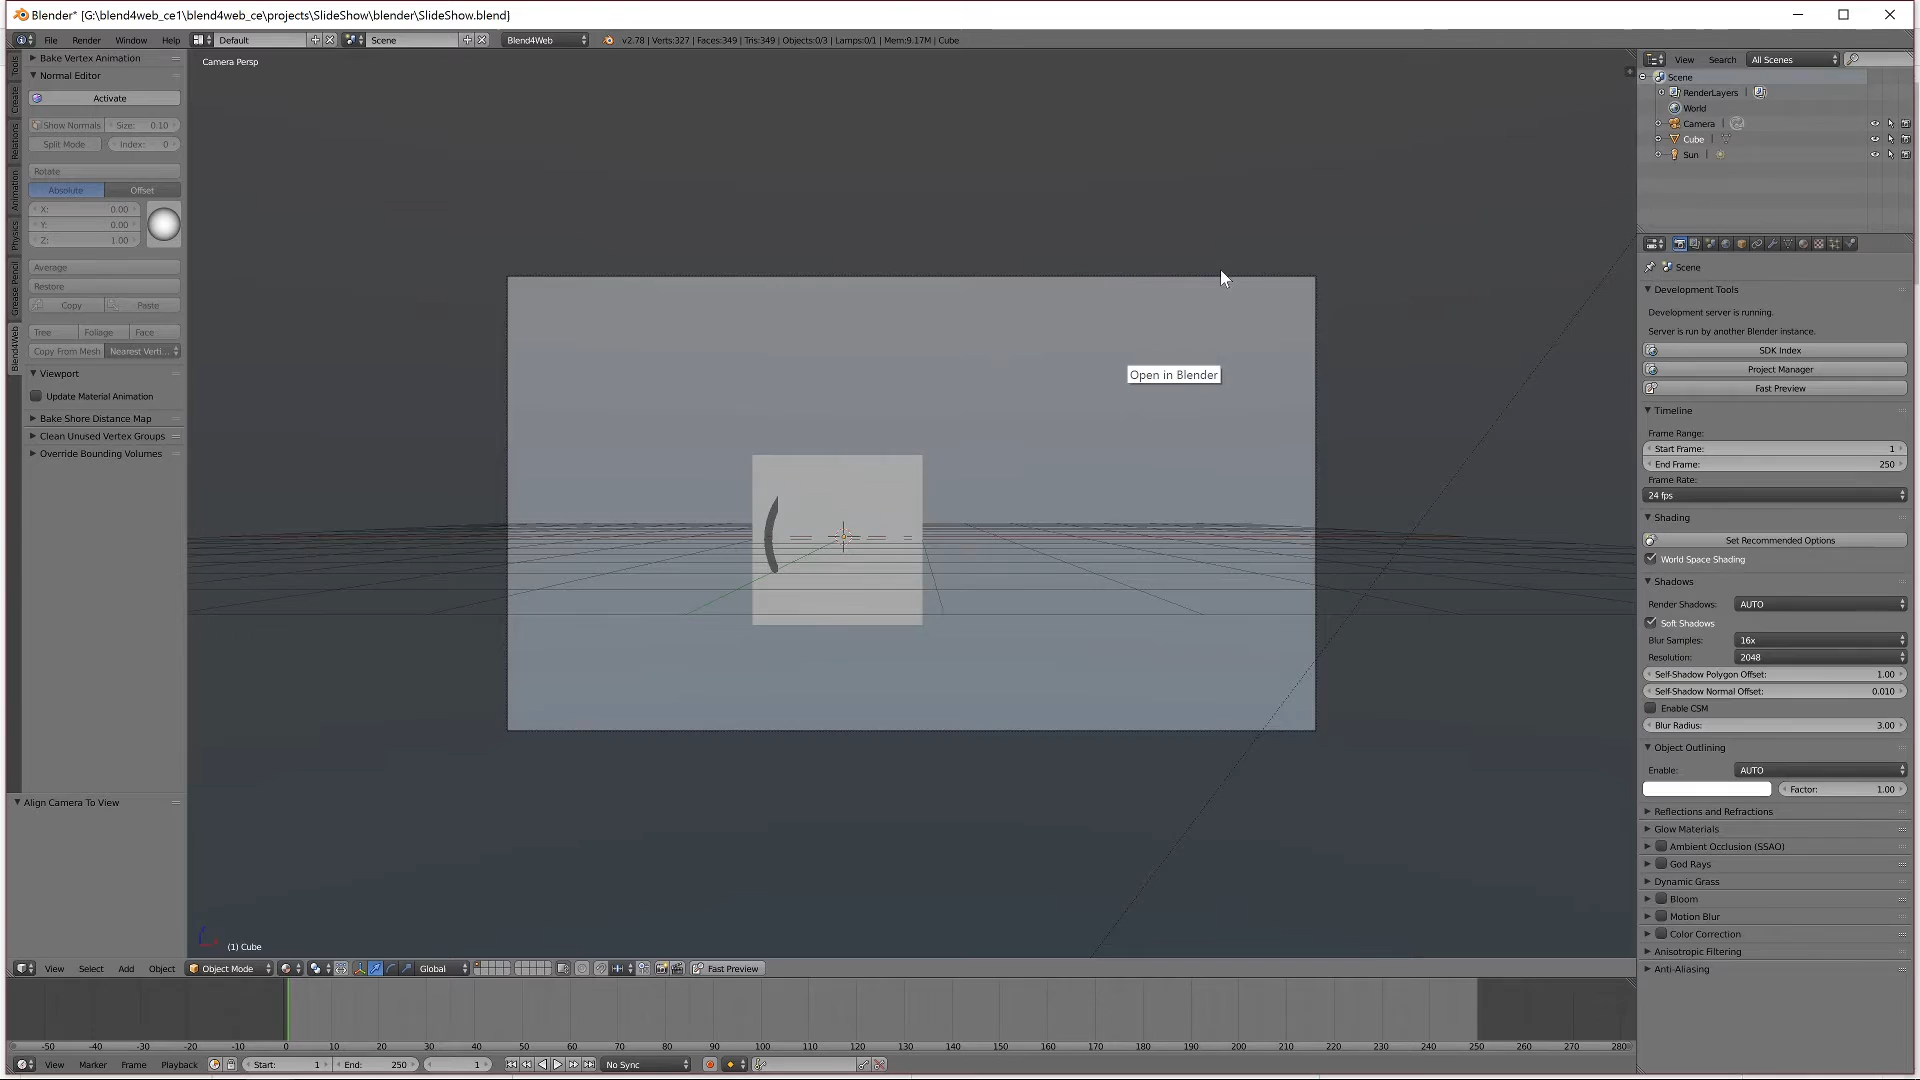 Blender* [G:\blend4web_ce1\blend4web_ce\projects\SlideShow\blender\SlideShow.blend]
File Render Window Help Default Scene Blend4Web v2.78 | Verts:327 | Faces:349 | Tris:349 | Objects:0/3 | Lamps:0/1 | Mem:9.17M | Cube
Tools
Create
Relations
Animation
Physics
Grease Pencil
Blend4Web
Bake Vertex Animation
Normal Editor
Activate
Show Normals Size: 0.10
Split Mode Index: 0
Rotate
Absolute Offset
X: 0.00
Y: 0.00
Z: 1.00
Average
Restore
Copy Paste
Tree Foliage Face
Copy From Mesh Nearest Verti...
Viewport
Update Material Animation
Bake Shore Distance Map
Clean Unused Vertex Groups
Override Bounding Volumes
Align Camera To View
Camera Persp
Open in Blender
(1) Cube
View Select Add Object Object Mode Global Fast Preview
-50 -40 -30 -20 -10 0 10 20 30 40 50 60 70 80 90 100 110 120 130 140 150 160 170 180 190 200 210 220 230 240 250 260 270 280
View Marker Frame Playback Start: 1 End: 250 1 No Sync
View Search All Scenes
Scene
RenderLayers
World
Camera
Cube
Sun
Scene
Development Tools
Development server is running.
Server is run by another Blender instance.
SDK Index
Project Manager
Fast Preview
Timeline
Frame Range:
Start Frame: 1
End Frame: 250
Frame Rate:
24 fps
Shading
Set Recommended Options
World Space Shading
Shadows
Render Shadows: AUTO
Soft Shadows
Blur Samples: 16x
Resolution: 2048
Self-Shadow Polygon Offset: 1.00
Self-Shadow Normal Offset: 0.010
Enable CSM
Blur Radius: 3.00
Object Outlining
Enable: AUTO
Factor: 1.00
Reflections and Refractions
Glow Materials
Ambient Occlusion (SSAO)
God Rays
Dynamic Grass
Bloom
Motion Blur
Color Correction
Anisotropic Filtering
Anti-Aliasing